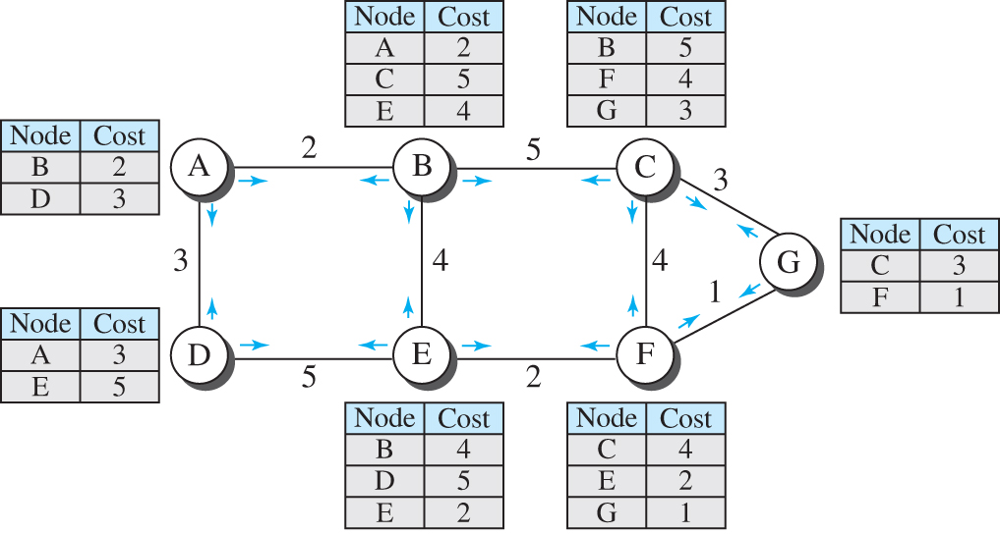 Node Cost
A 2
C 5
E 4
Node Cost
B 5
F 4
G 3
Node Cost
B 2
D 3
A
2
B
5
C
3
3
4
4
G
1
Node Cost
C 3
F 1
Node Cost
A 3
E 5
D
5
E
2
F
Node Cost
B 4
D 5
E 2
Node Cost
C 4
E 2
G 1